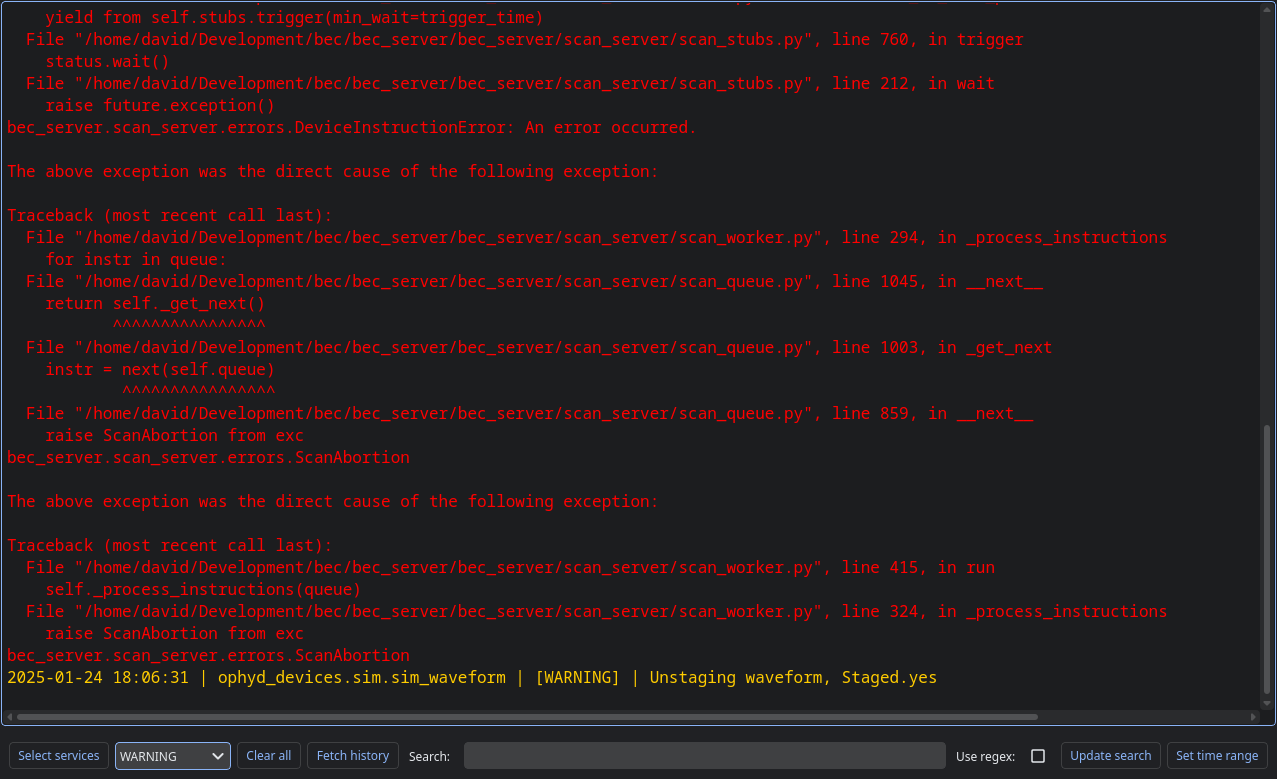 yield from self.stubs.trigger(min_wait=trigger_time)
File "/home/david/Development/bec/bec_server/bec_server/scan_server/scan_stubs.py", line 760, in trigger
status.wait()
File "/home/david/Development/bec/bec_server/bec_server/scan_server/scan_stubs.py", line 212, in wait
raise future.exception()
bec_server.scan_server.errors.DeviceInstructionError: An error occurred.
The above exception was the direct cause of the following exception:
Traceback (most recent call last):
File "/home/david/Development/bec/bec_server/bec_server/scan_server/scan_worker.py", line 294, in _process_instructions
for instr in queue:
File "/home/david/Development/bec/bec_server/bec_server/scan_server/scan_queue.py", line 1045, in __next__
return self._get_next()
^^^^^^^^^^^^^^^^
File "/home/david/Development/bec/bec_server/bec_server/scan_server/scan_queue.py", line 1003, in _get_next
instr = next(self.queue)
^^^^^^^^^^^^^^^^
File "/home/david/Development/bec/bec_server/bec_server/scan_server/scan_queue.py", line 859, in __next__
raise ScanAbortion from exc
bec_server.scan_server.errors.ScanAbortion
The above exception was the direct cause of the following exception:
Traceback (most recent call last):
File "/home/david/Development/bec/bec_server/bec_server/scan_server/scan_worker.py", line 415, in run
self._process_instructions(queue)
File "/home/david/Development/bec/bec_server/bec_server/scan_server/scan_worker.py", line 324, in _process_instructions
raise ScanAbortion from exc
bec_server.scan_server.errors.ScanAbortion
2025-01-24 18:06:31 | ophyd_devices.sim.sim_waveform | [WARNING] | Unstaging waveform, Staged.yes
Select services WARNING Clear all Fetch history Search: Use regex: Update search Set time range